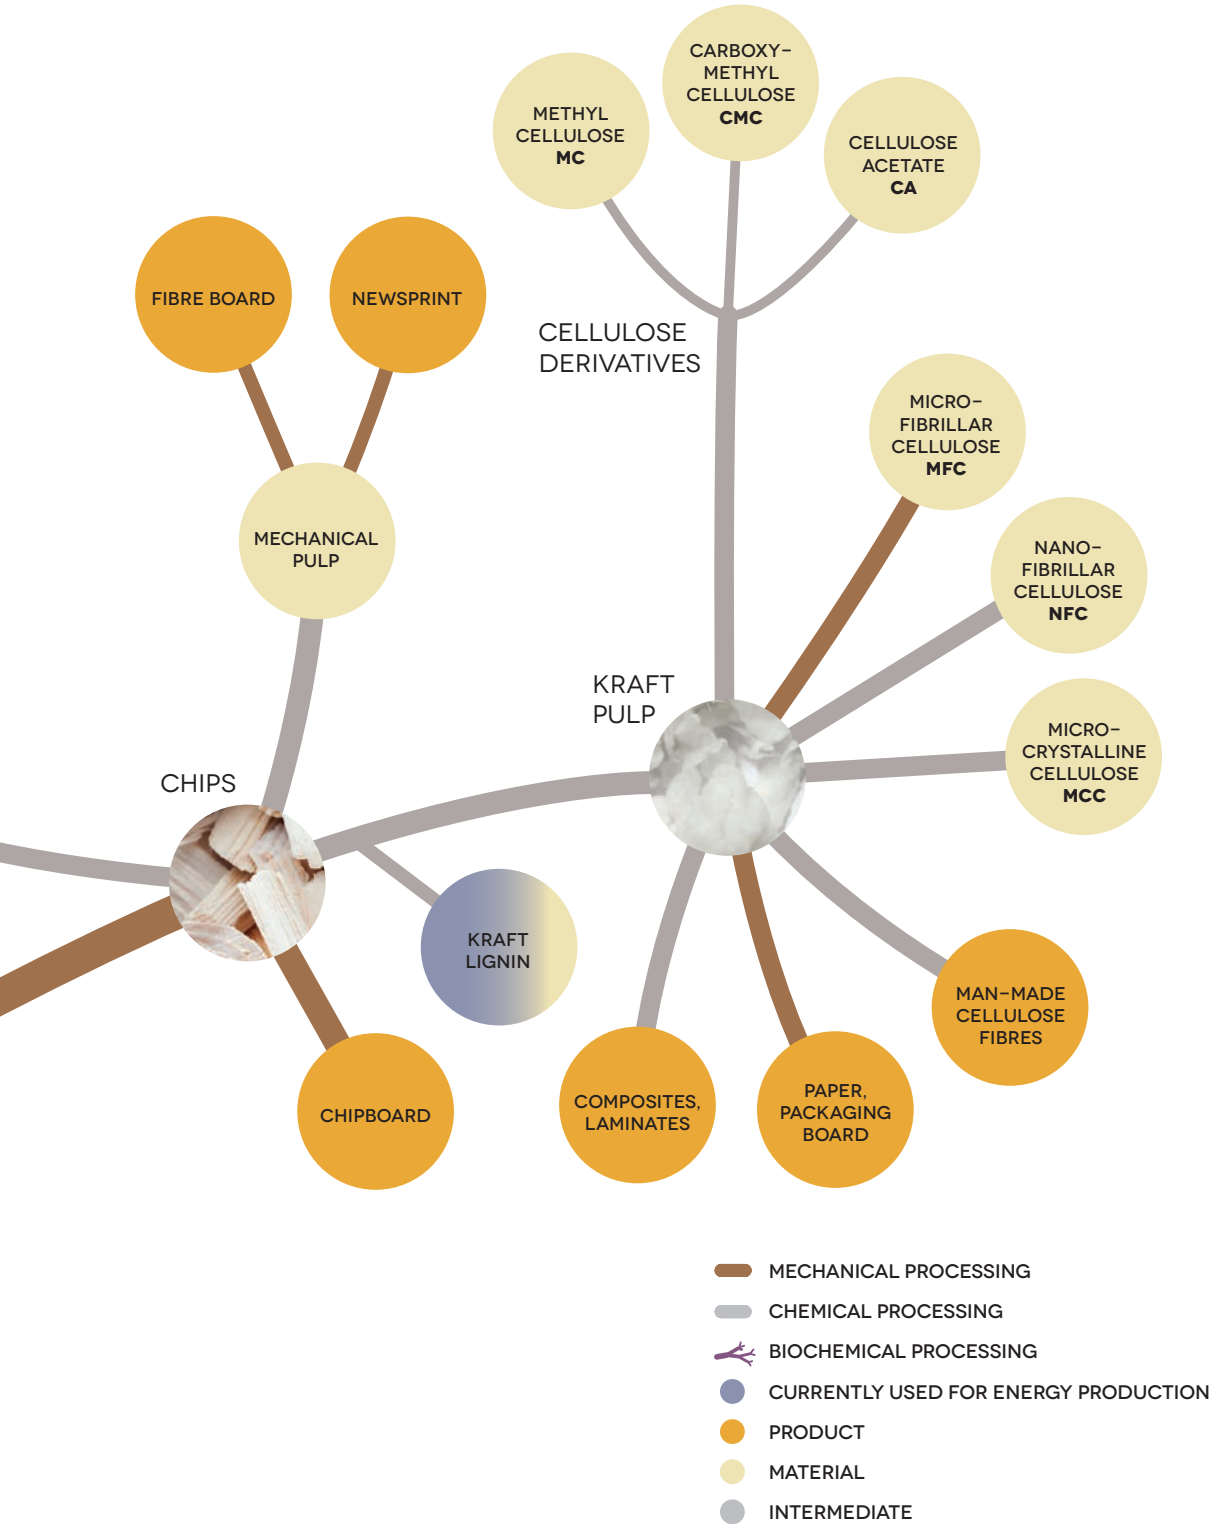 CARBOXY-
METHYL
CELLULOSE
CMC
METHYL
CELLULOSE
MC
CELLULOSE
ACETATE
CA
FIBRE BOARD
NEWSPRINT
CELLULOSE
DERIVATIVES
MICRO-
FIBRILLAR
CELLULOSE
MFC
MECHANICAL
PULP
NANO-
FIBRILLAR
CELLULOSE
NFC
KRAFT
PULP
MICRO-
CRYSTALLINE
CELLULOSE
MCC
CHIPS
KRAFT
LIGNIN
MAN-MADE
CELLULOSE
FIBRES
CHIPBOARD
COMPOSITES,
LAMINATES
PAPER,
PACKAGING
BOARD
MECHANICAL PROCESSING
CHEMICAL PROCESSING
BIOCHEMICAL PROCESSING
CURRENTLY USED FOR ENERGY PRODUCTION
PRODUCT
MATERIAL
INTERMEDIATE